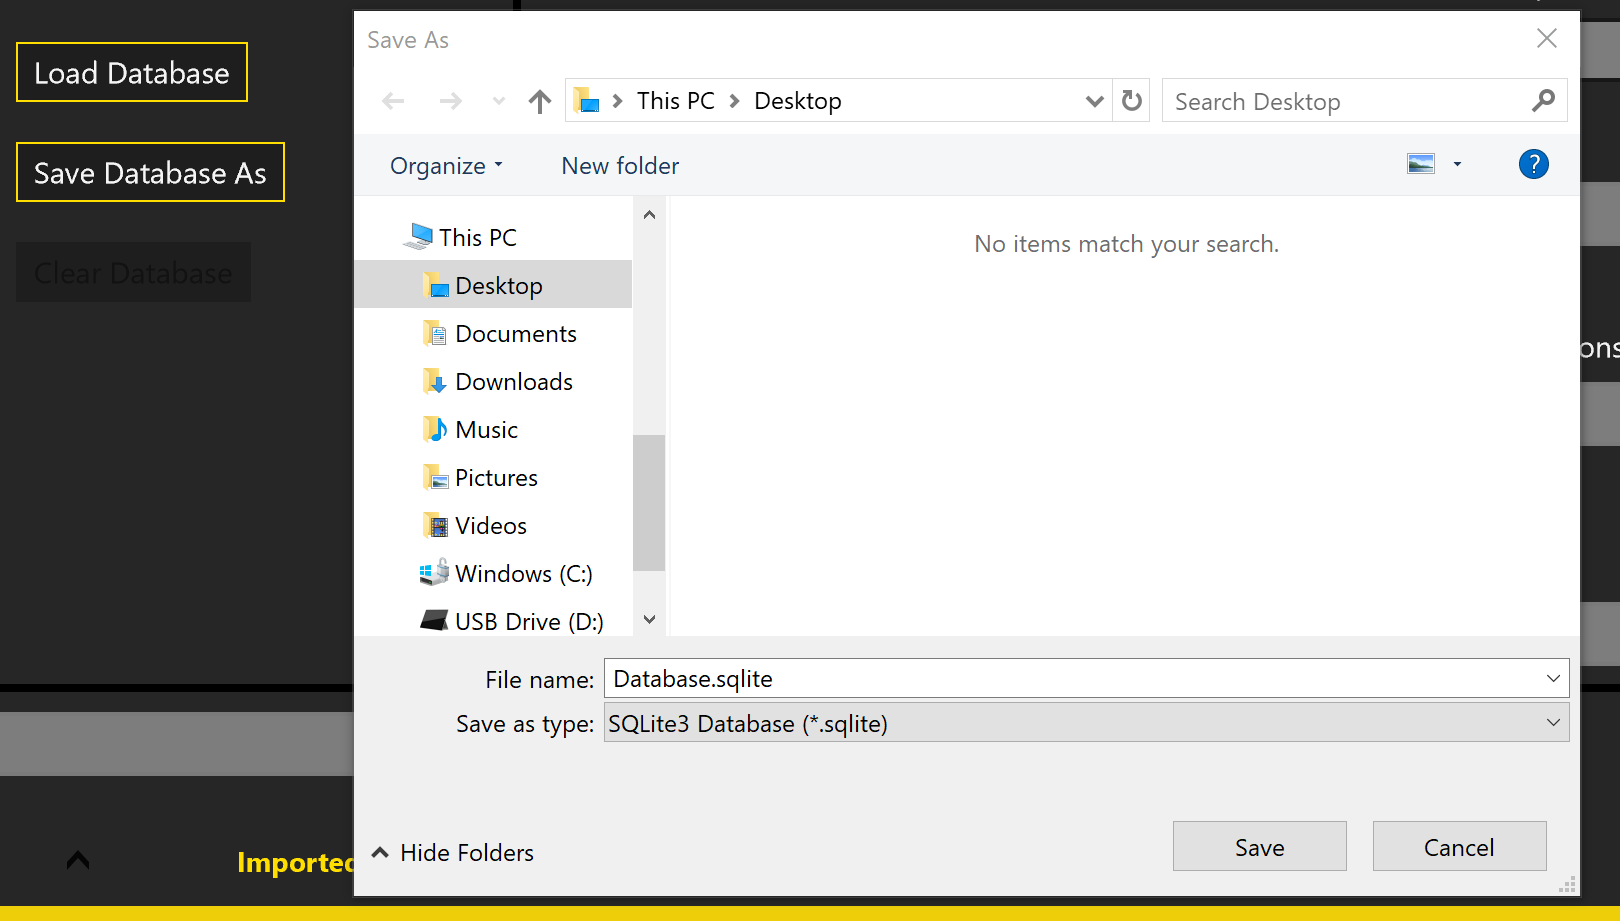 Load Database
Save Database As
Clear Database
Save As
This PC
Desktop
Search Desktop
Organize
New folder
?
This PC
Desktop
Documents
Downloads
Music
Pictures
Videos
Windows (C:)
USB Drive (D:)
No items match your search.
File name: Database.sqlite
Save as type: SQLite3 Database (*.sqlite)
Hide Folders
Save
Cancel
ons
Imported